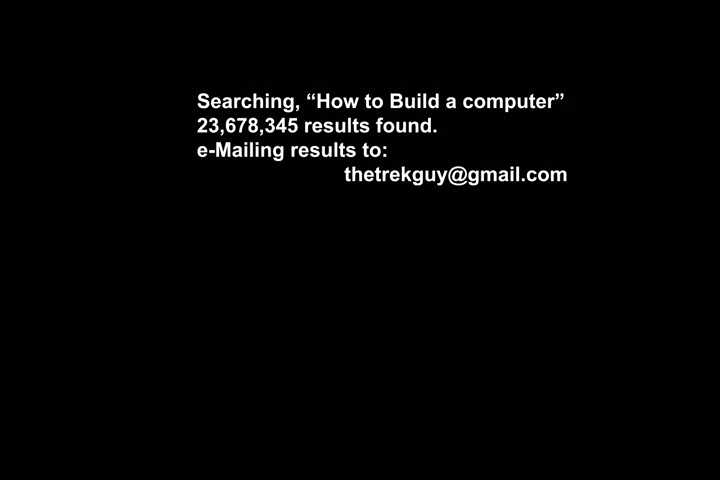 Searching, “How to Build a computer”
23,678,345 results found.
e-Mailing results to:
thetrekguy@gmail.com